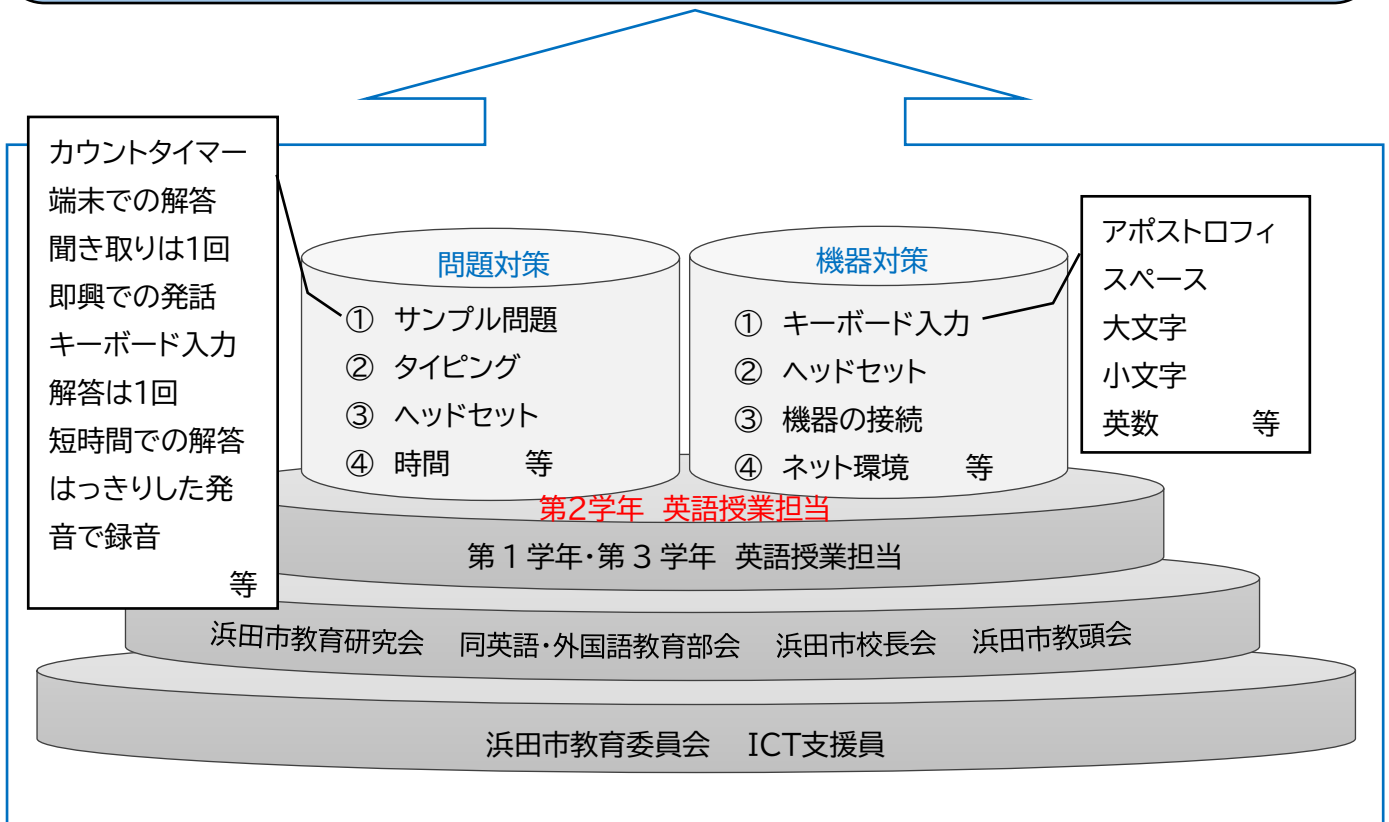 カウントタイマー
端末での解答
聞き取りは1回
即興での発話
キーボード入力
解答は1回
短時間での解答
はっきりした発
音で録音
等
問題対策
① サンプル問題
② タイピング
③ ヘッドセット
④ 時間 等
機器対策
① キーボード入力
② ヘッドセット
③ 機器の接続
④ ネット環境 等
アポストロフィ
スペース
大文字
小文字
英数 等
第2学年 英語授業担当
第1学年・第3学年 英語授業担当
浜田市教育研究会 同英語・外国語教育部会 浜田市校長会 浜田市教頭会
浜田市教育委員会 ICT支援員